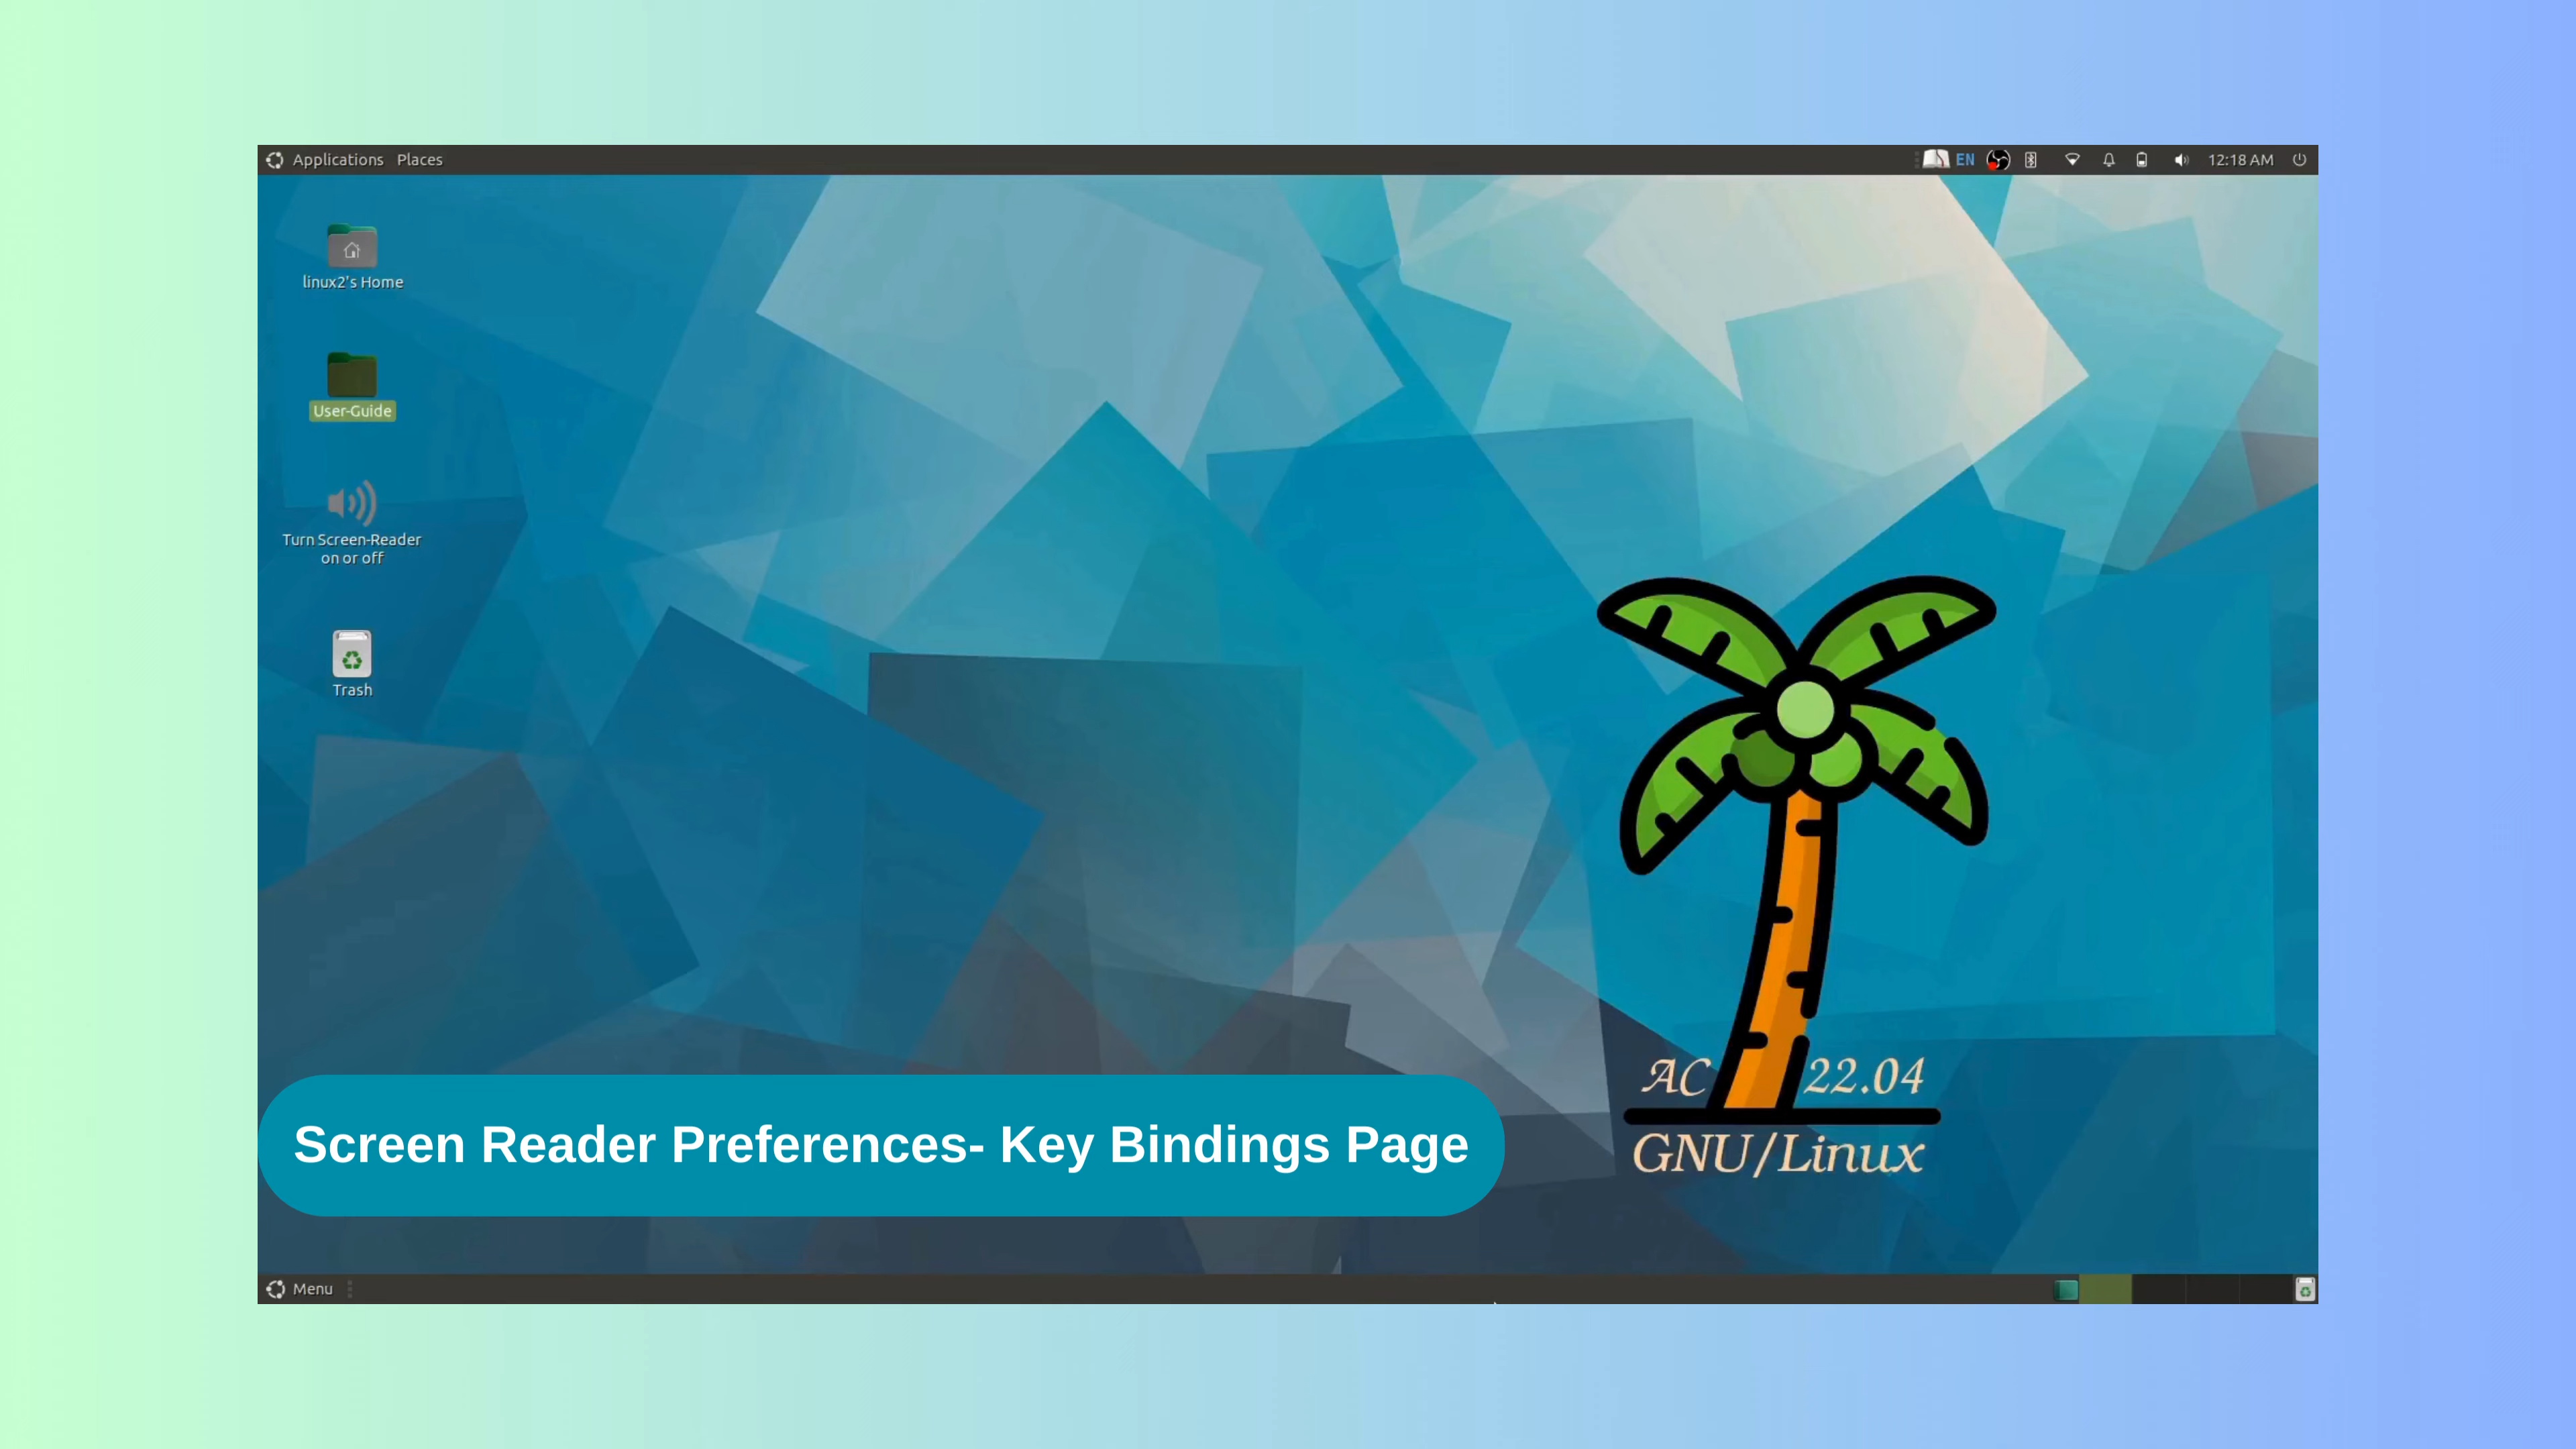 Applications Places
EN 12:18 AM
linux2's Home
User-Guide
Turn Screen-Reader
on or off
Trash
AC 22.04
GNU/Linux
Screen Reader Preferences- Key Bindings Page
Menu